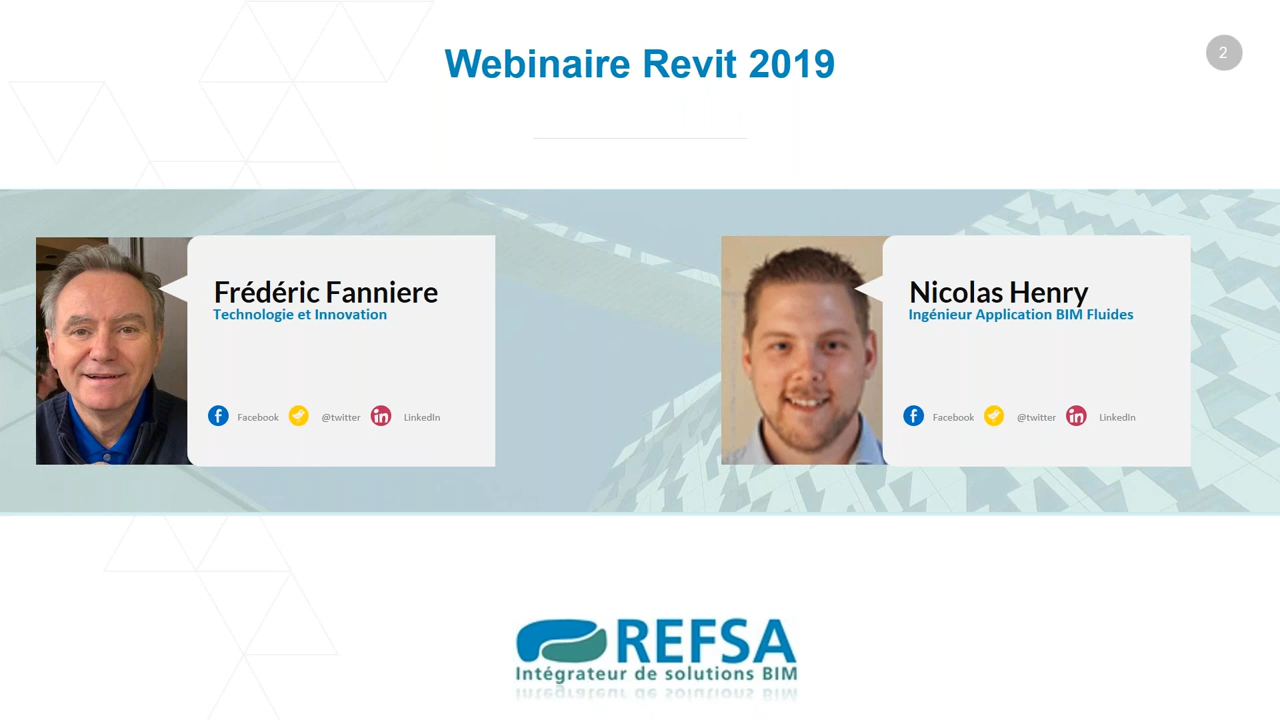 Webinaire Revit 2019
2
Frédéric Fanniere
Technologie et Innovation
Facebook @twitter LinkedIn
Nicolas Henry
Ingénieur Application BIM Fluides
Facebook @twitter LinkedIn
REFSA
Intégrateur de solutions BIM